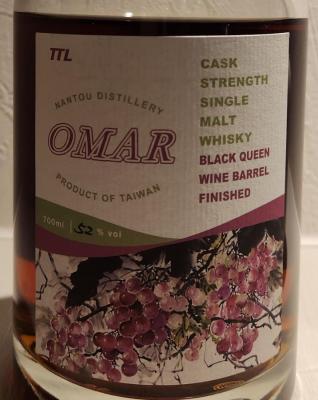 TTL
NANTOU DISTILLERY
OMAR
PRODUCT OF TAIWAN
700ml 52 % vol
CASK
STRENGTH
SINGLE
MALT
WHISKY
BLACK QUEEN
WINE BARREL
FINISHED